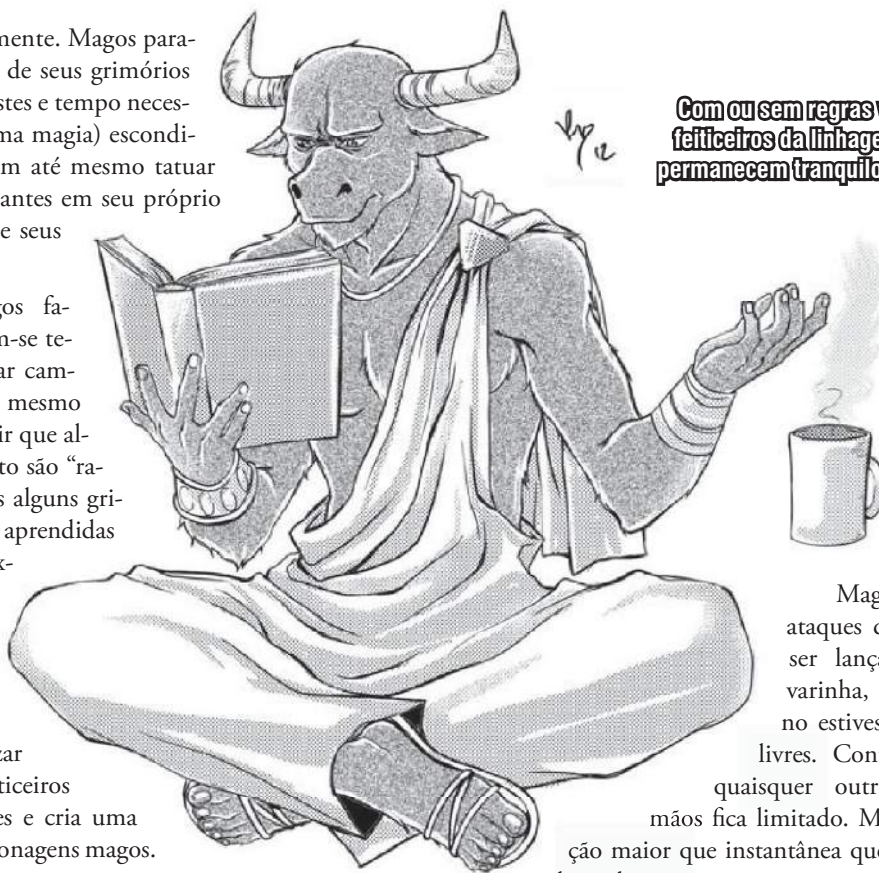 mente. Magos para-
de seus grimórios
stes e tempo neces-
ma magia) escondi-
m até mesmo tatuar
antes em seu próprio
e seus
gos fa-
m-se te-
ar cam-
mesmo
ir que al-
to são “ra-
s alguns gri-
aprendidas
x-
zar
ticeiros
es e cria uma
onagens magos.
Com ou sem regras v
feiticeiros da linhage
permanecem tranquilo
Mag
ataques d
ser lança
varinha,
no estives
livres. Con
quaisquer outr
mãos fica limitado. M
ção maior que instantânea que